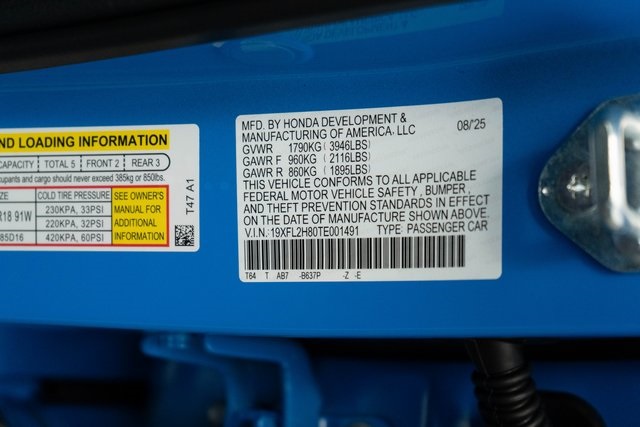 ND LOADING INFORMATION
CAPACITY TOTAL 5 FRONT 2 REAR 3
upants and cargo should never exceed 385kg or 850lbs.
ZE COLD TIRE PRESSURE SEE OWNER'S MANUAL FOR ADDITIONAL INFORMATION
R18 91W 230KPA, 33PSI
220KPA, 32PSI
85D16 420KPA, 60PSI
T47 A1
MFD. BY HONDA DEVELOPMENT &
MANUFACTURING OF AMERICA, LLC 08/'25
GVWR 1790KG (3946LBS)
GAWR F 960KG (2116LBS)
GAWR R 860KG (1895LBS)
THIS VEHICLE CONFORMS TO ALL APPLICABLE
FEDERAL MOTOR VEHICLE SAFETY, BUMPER,
AND THEFT PREVENTION STANDARDS IN EFFECT
ON THE DATE OF MANUFACTURE SHOWN ABOVE.
V.I.N: 19XFL2H80TE001491 TYPE: PASSENGER CAR
T64 T AB7 -B637P -Z -E